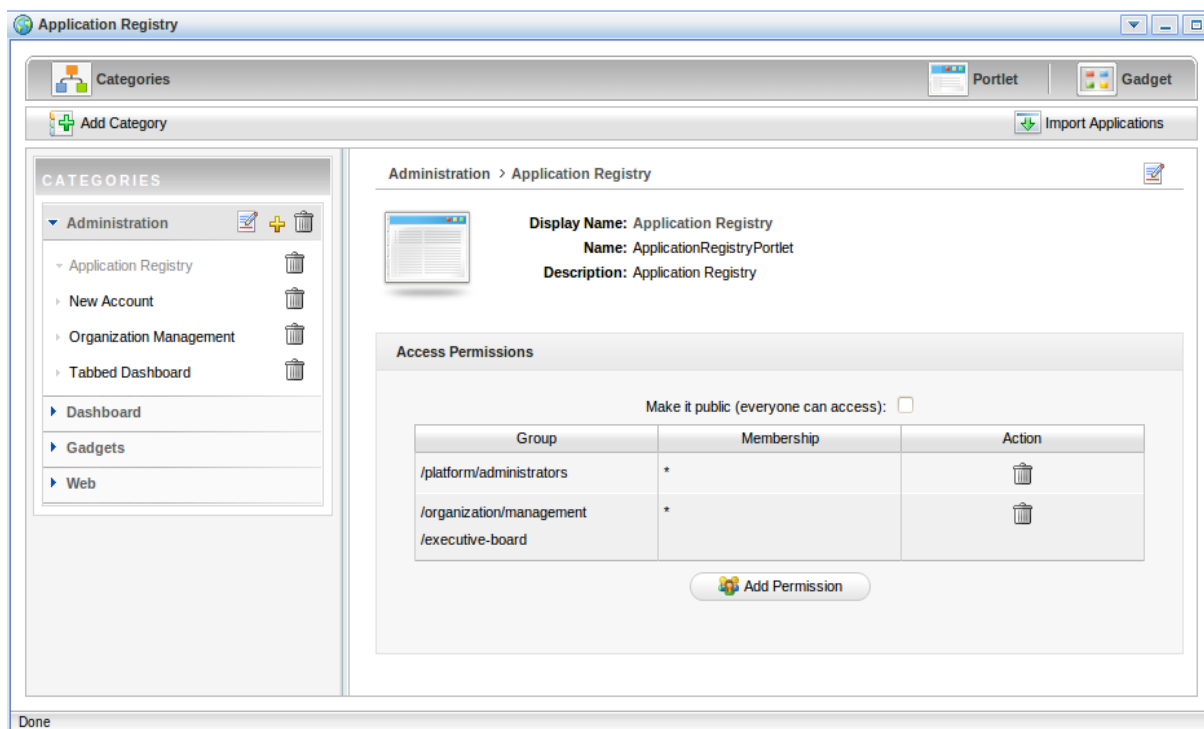 Application Registry
Categories
Portlet
Gadget
Add Category
Import Applications
CATEGORIES
Administration
Application Registry
New Account
Organization Management
Tabbed Dashboard
Dashboard
Gadgets
Web
Administration > Application Registry
Display Name: Application Registry
Name: ApplicationRegistryPortlet
Description: Application Registry
Access Permissions
Make it public (everyone can access):
Group Membership Action
/platform/administrators *
/organization/management *
/executive-board
Add Permission
Done